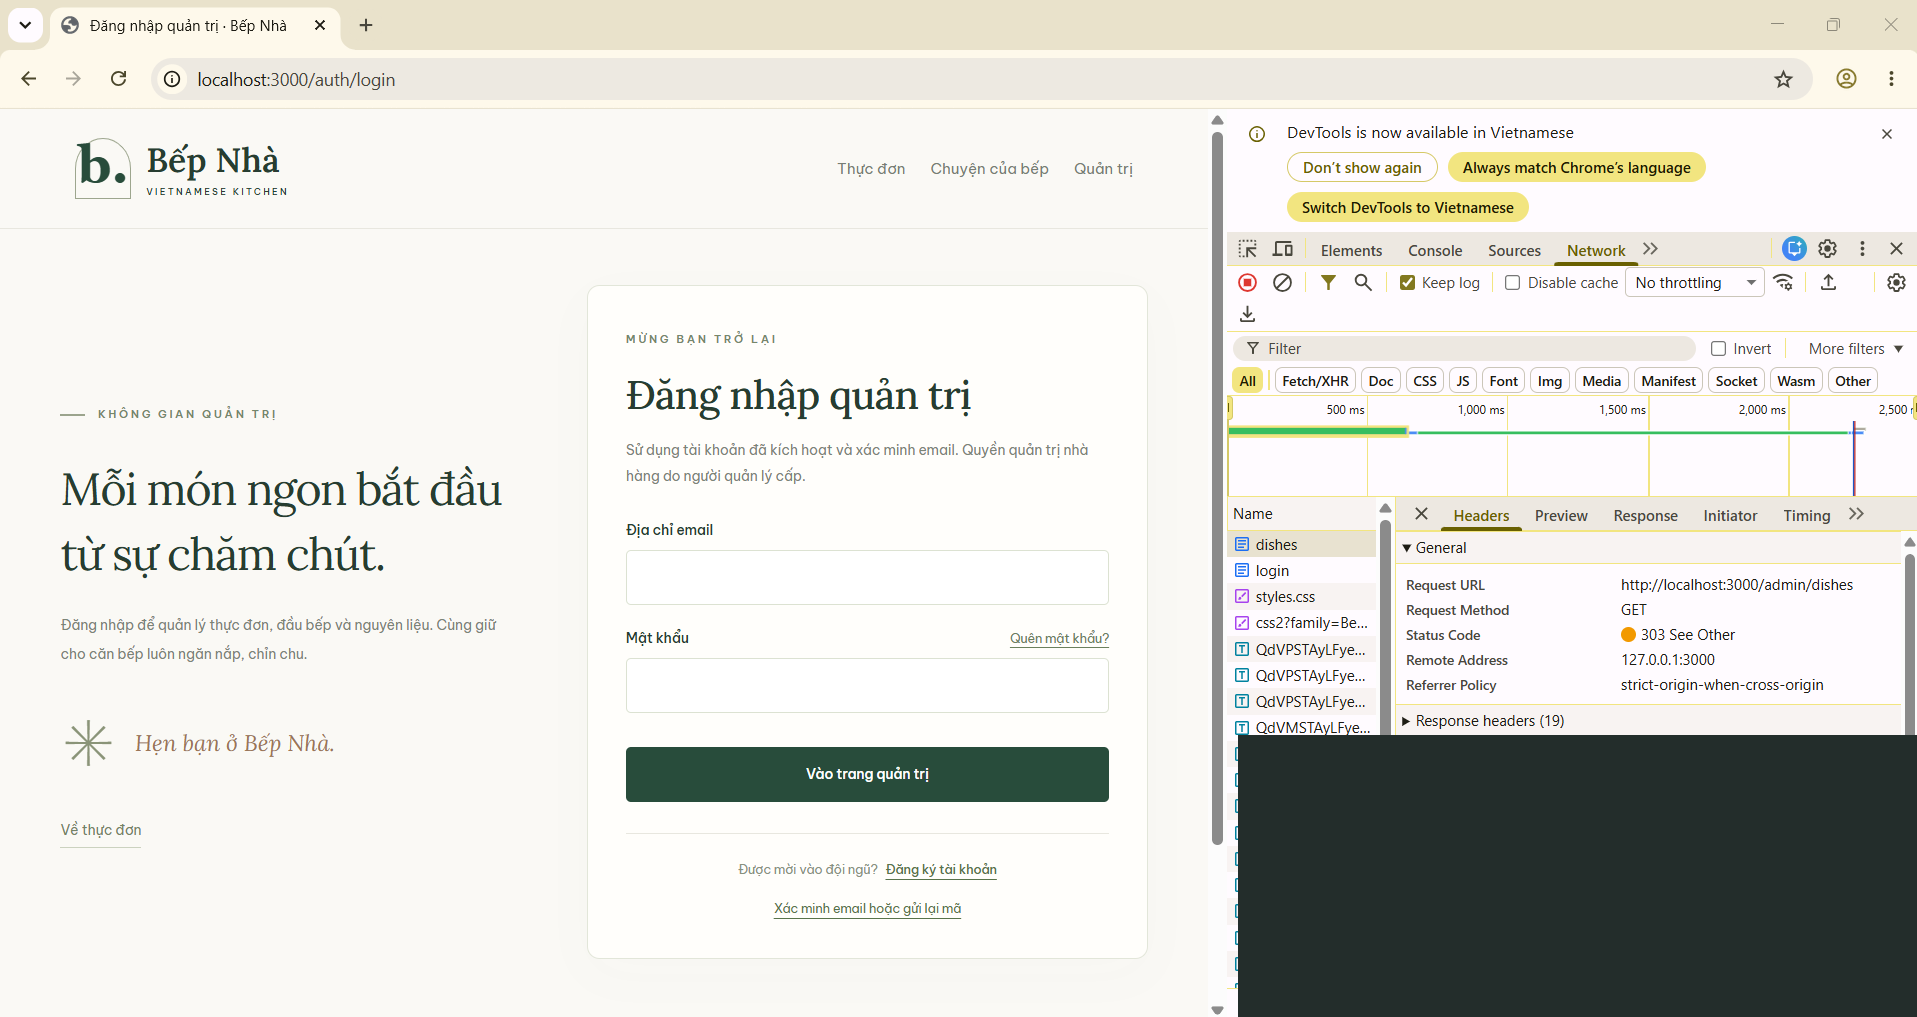 Đăng nhập quản trị · Bếp Nhà
localhost:3000/auth/login
b.
Bếp Nhà
VIETNAMESE KITCHEN
Thực đơn
Chuyện của bếp
Quản trị
KHÔNG GIAN QUẢN TRỊ
Mỗi món ngon bắt đầu
từ sự chăm chút.
Đăng nhập để quản lý thực đơn, đầu bếp và nguyên liệu. Cùng giữ
cho căn bếp luôn ngăn nắp, chỉn chu.
Hẹn bạn ở Bếp Nhà.
Về thực đơn
MỪNG BẠN TRỞ LẠI
Đăng nhập quản trị
Sử dụng tài khoản đã kích hoạt và xác minh email. Quyền quản trị nhà
hàng do người quản lý cấp.
Địa chỉ email
Mật khẩu
Quên mật khẩu?
Vào trang quản trị
Được mời vào đội ngũ? Đăng ký tài khoản
Xác minh email hoặc gửi lại mã
DevTools is now available in Vietnamese
Don't show again
Always match Chrome's language
Switch DevTools to Vietnamese
Elements
Console
Sources
Network
Keep log
Disable cache
No throttling
Filter
Invert
More filters
All
Fetch/XHR
Doc
CSS
JS
Font
Img
Media
Manifest
Socket
Wasm
Other
500 ms
1,000 ms
1,500 ms
2,000 ms
2,500
Name
dishes
login
styles.css
css2?family=Be...
QdVPSTAyLFye...
QdVPSTAyLFye...
QdVPSTAyLFye...
QdVMSTAyLFye...
Headers
Preview
Response
Initiator
Timing
General
Request URL
http://localhost:3000/admin/dishes
Request Method
GET
Status Code
303 See Other
Remote Address
127.0.0.1:3000
Referrer Policy
strict-origin-when-cross-origin
Response headers (19)